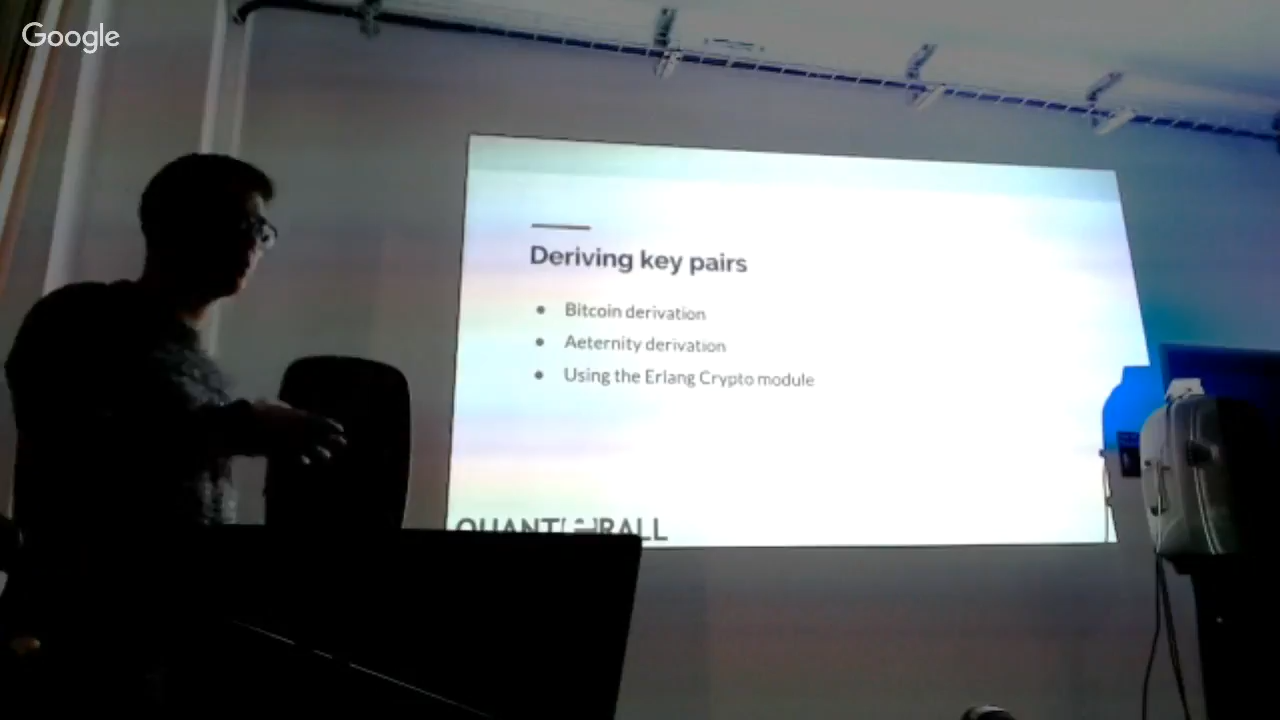 Google
Deriving key pairs
Bitcoin derivation
Aeternity derivation
Using the Erlang Crypto module